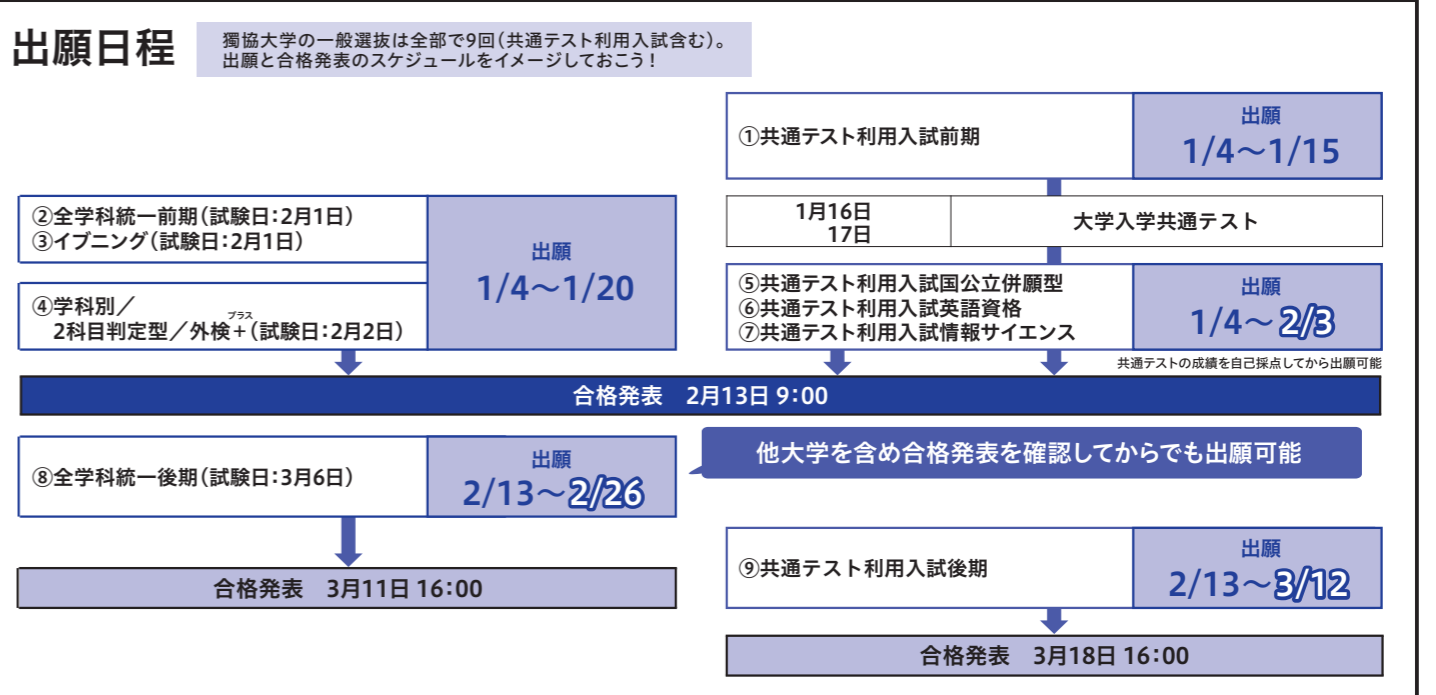 出願日程
獨協大学の一般選抜は全部で9回(共通テスト利用入試含む)。
出願と合格発表のスケジュールをイメージしておこう!
①共通テスト利用入試前期
出願
1/4〜1/15
1月16日
17日
大学入学共通テスト
②全学科統一前期(試験日:2月1日)
③イブニング(試験日:2月1日)
④学科別/
2科目判定型/外検+(試験日:2月2日)
プラス
出願
1/4〜1/20
⑤共通テスト利用入試国公立併願型
⑥共通テスト利用入試英語資格
⑦共通テスト利用入試情報サイエンス
出願
1/4〜2/3
共通テストの成績を自己採点してから出願可能
合格発表 2月13日 9:00
⑧全学科統一後期(試験日:3月6日)
出願
2/13〜2/26
他大学を含め合格発表を確認してからでも出願可能
合格発表 3月11日 16:00
⑨共通テスト利用入試後期
出願
2/13〜3/12
合格発表 3月18日 16:00